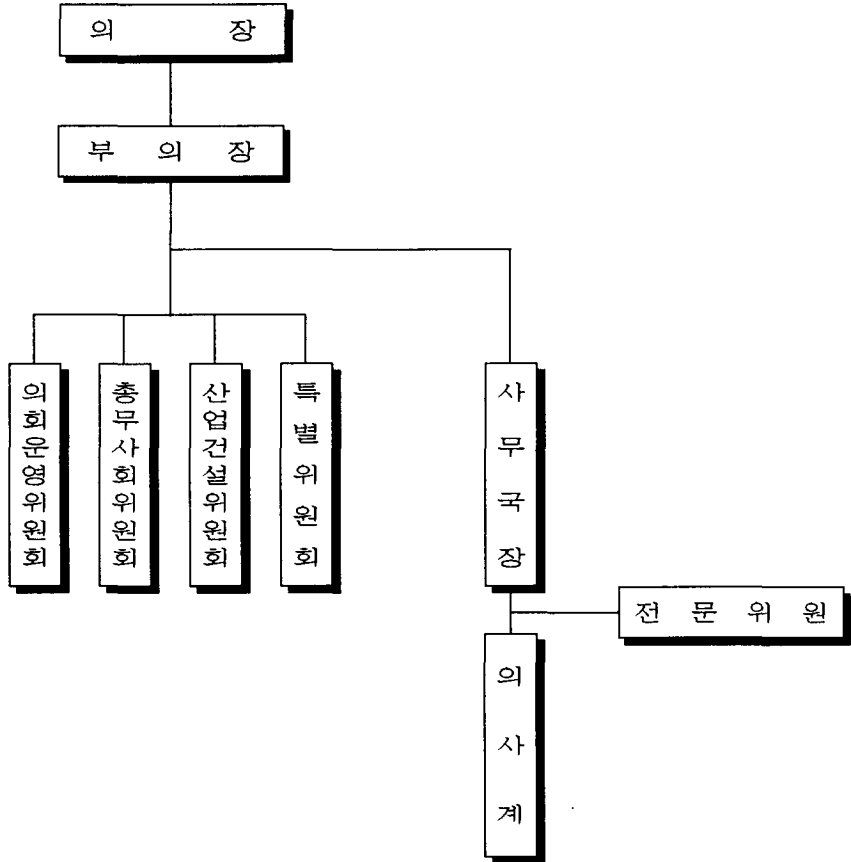 의 장
부 의 장
의회운영위원회
총무사회위원회
산업건설위원회
특별위원회
사무국장
전 문 위 원
의사계